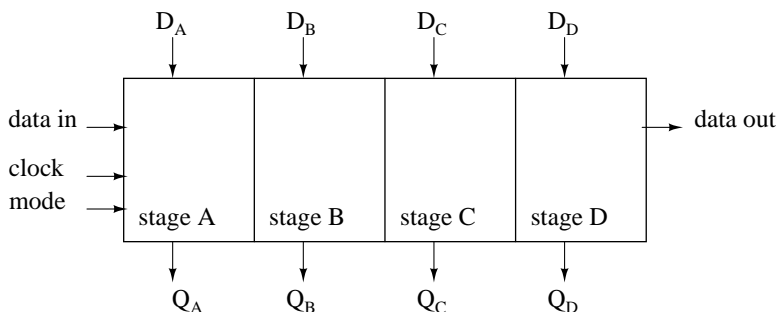 D_A D_B D_C D_D
data in
data out
clock
mode
stage A stage B stage C stage D
Q_A Q_B Q_C Q_D